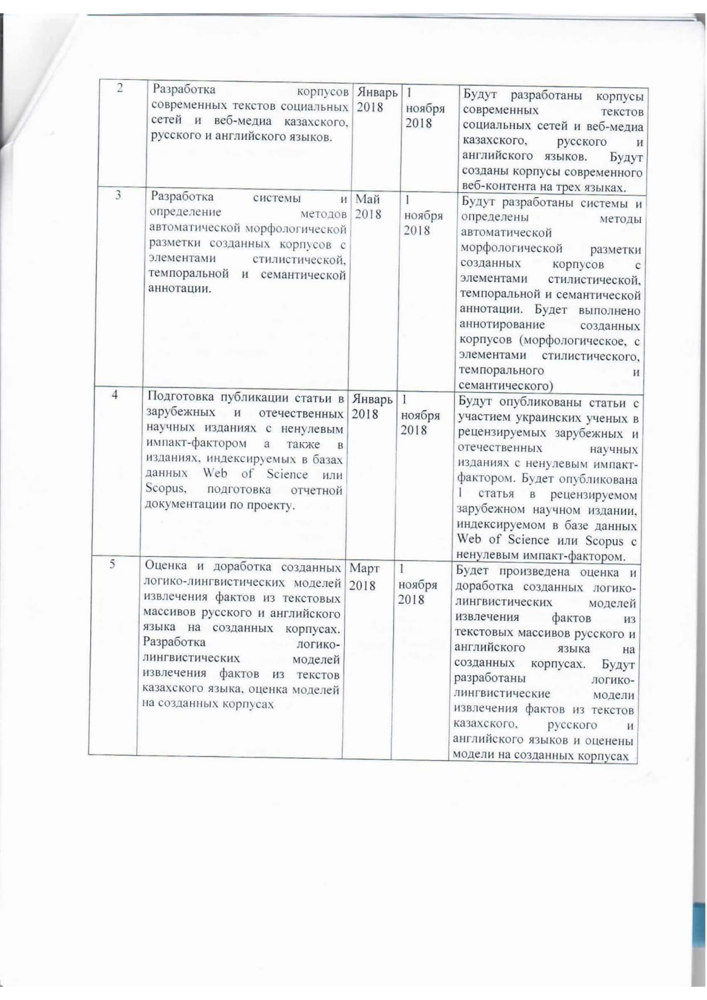 2
Разработка корпусов
современных текстов социальных
сетей и веб-медиа казахского,
русского и английского языков.
Январь
2018
1
ноября
2018
Будут разработаны корпусы
современных текстов
социальных сетей и веб-медиа
казахского, русского и
английского языков. Будут
созданы корпусы современного
веб-контента на трех языках.
3
Разработка системы и
определение методов
автоматической морфологической
разметки созданных корпусов с
элементами стилистической,
темпоральной и семантической
аннотации.
Май
2018
1
ноября
2018
Будут разработаны системы и
определены методы
автоматической
морфологической разметки
созданных корпусов с
элементами стилистической,
темпоральной и семантической
аннотации. Будет выполнено
аннотирование созданных
корпусов (морфологическое, с
элементами стилистического,
темпорального и
семантического)
4
Подготовка публикации статьи в
зарубежных и отечественных
научных изданиях с ненулевым
импакт-фактором а также в
изданиях, индексируемых в базах
данных Web of Science или
Scopus, подготовка отчетной
документации по проекту.
Январь
2018
1
ноября
2018
Будут опубликованы статьи с
участием украинских ученых в
рецензируемых зарубежных и
отечественных научных
изданиях с ненулевым импакт-
фактором. Будет опубликована
1 статья в рецензируемом
зарубежном научном издании,
индексируемом в базе данных
Web of Science или Scopus с
ненулевым импакт-фактором.
5
Оценка и доработка созданных
логико-лингвистических моделей
извлечения фактов из текстовых
массивов русского и английского
языка на созданных корпусах.
Разработка логико-
лингвистических моделей
извлечения фактов из текстов
казахского языка, оценка моделей
на созданных корпусах
Март
2018
1
ноября
2018
Будет произведена оценка и
доработка созданных логико-
лингвистических моделей
извлечения фактов из
текстовых массивов русского и
английского языка на
созданных корпусах. Будут
разработаны логико-
лингвистические модели
извлечения фактов из текстов
казахского, русского и
английского языков и оценены
модели на созданных корпусах